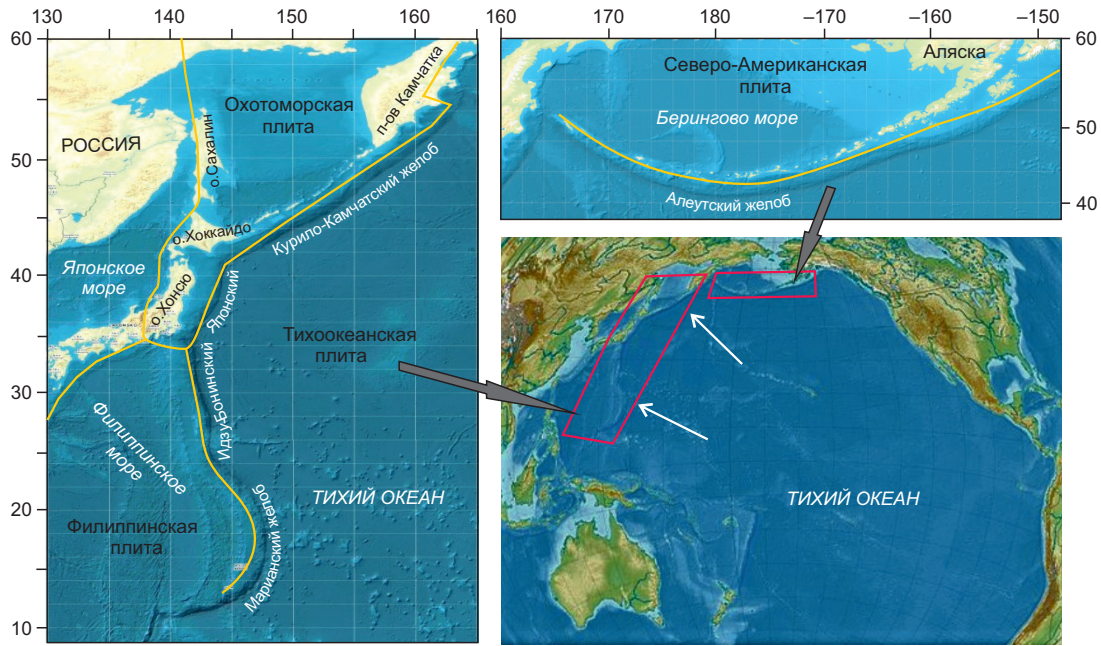 130
140
145
150
160
60
50
40
30
20
10
РОССИЯ
Охотоморская
плита
п-ов Камчатка
о.Сахалин
о.Хоккайдо
Курило-Камчатский желоб
Японское
море
о.Хонсю
Японский
Тихоокеанская
плита
Идзу-Бонинский
Филиппинское
море
ТИХИЙ ОКЕАН
Филиппинская
плита
Марианский желоб
160
170
180
–170
–160
–150
60
50
40
Северо-Американская
плита
Аляска
Берингово море
Алеутский желоб
ТИХИЙ ОКЕАН